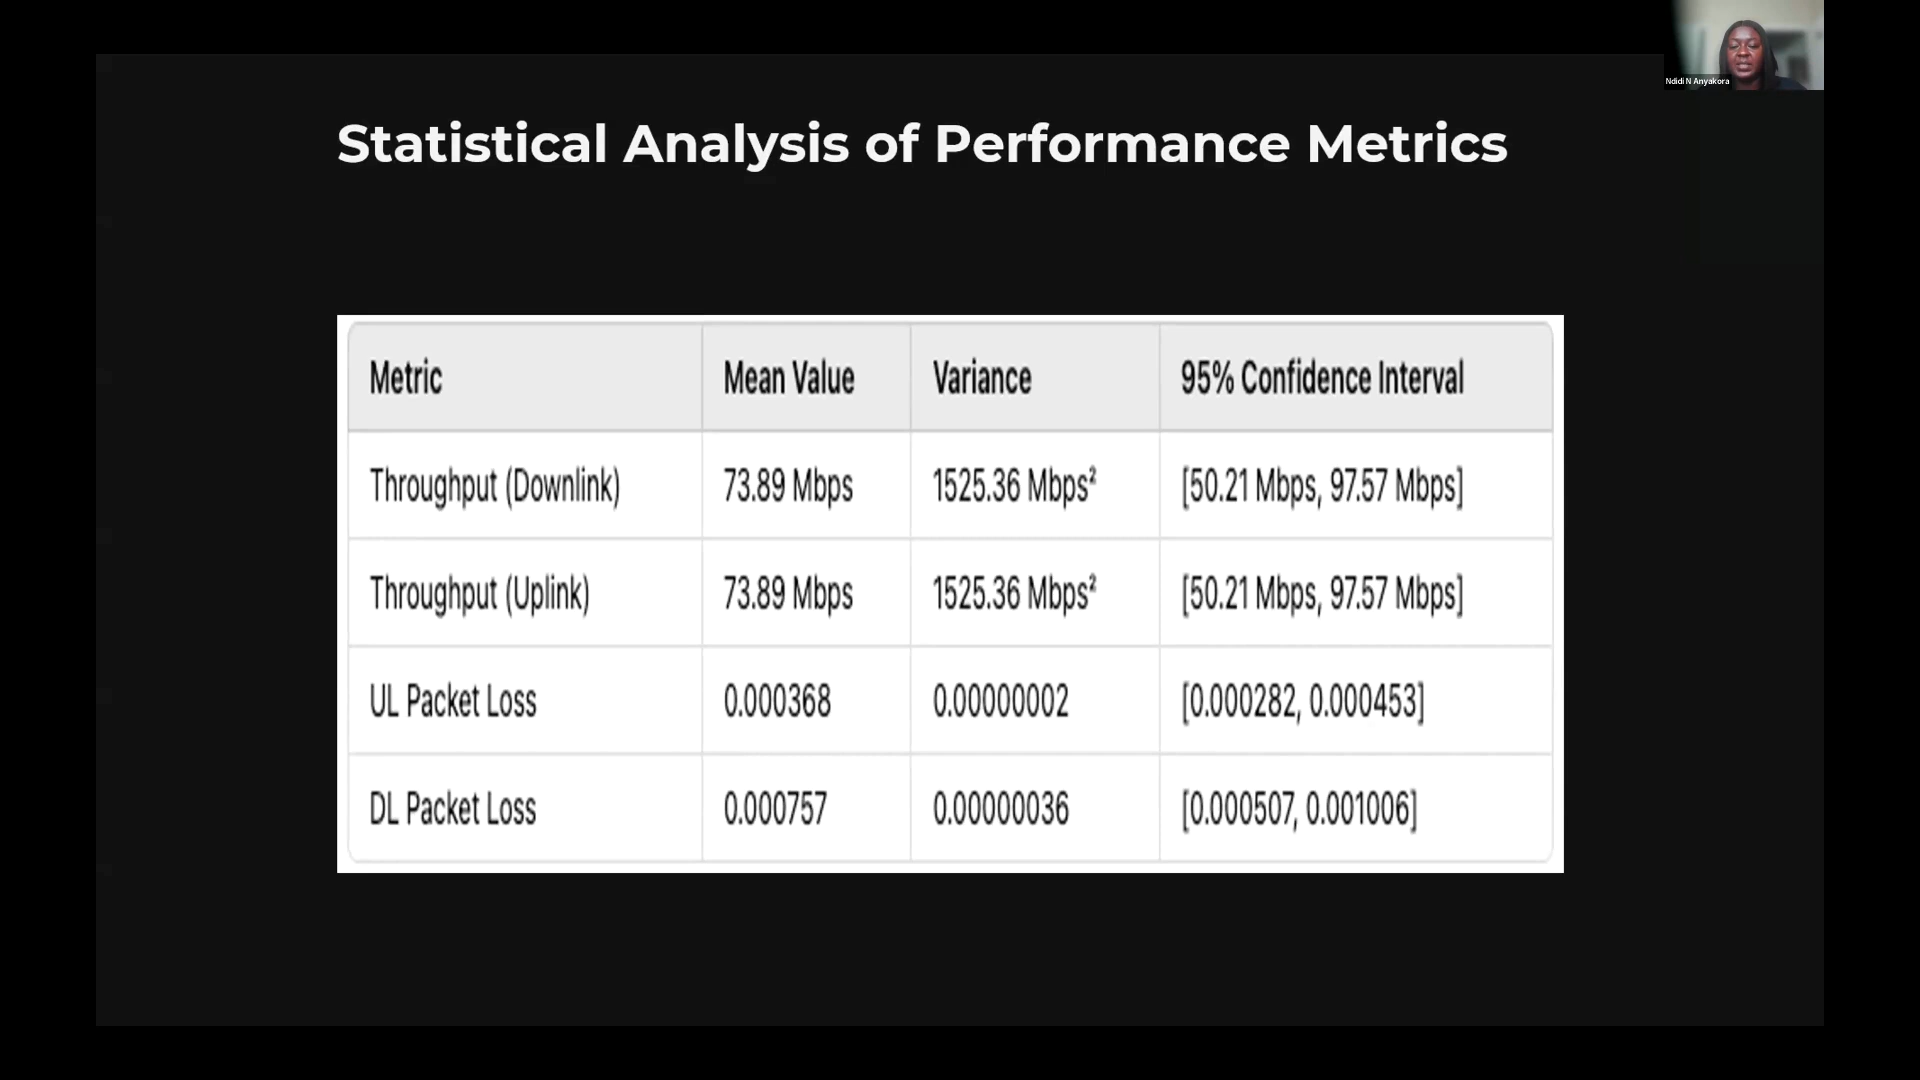 Ndidi N Anyakora
Statistical Analysis of Performance Metrics
Metric Mean Value Variance 95% Confidence Interval
Throughput (Downlink) 73.89 Mbps 1525.36 Mbps² [50.21 Mbps, 97.57 Mbps]
Throughput (Uplink) 73.89 Mbps 1525.36 Mbps² [50.21 Mbps, 97.57 Mbps]
UL Packet Loss 0.000368 0.00000002 [0.000282, 0.000453]
DL Packet Loss 0.000757 0.00000036 [0.000507, 0.001006]